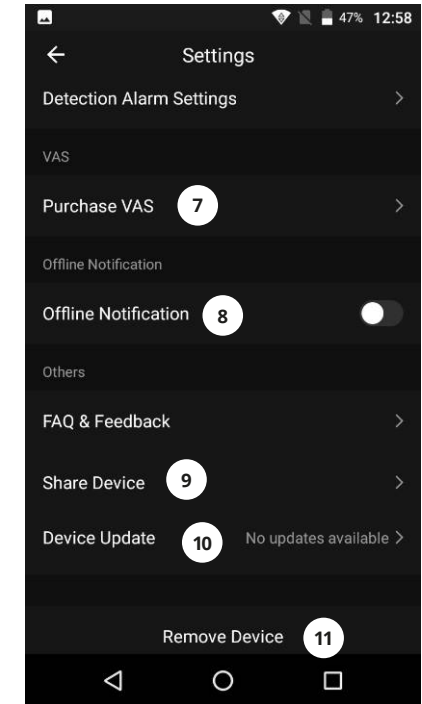 47% 12:58
Settings
Detection Alarm Settings
VAS
Purchase VAS 7
Offline Notification
Offline Notification 8
Others
FAQ & Feedback
Share Device 9
Device Update 10 No updates available
Remove Device 11